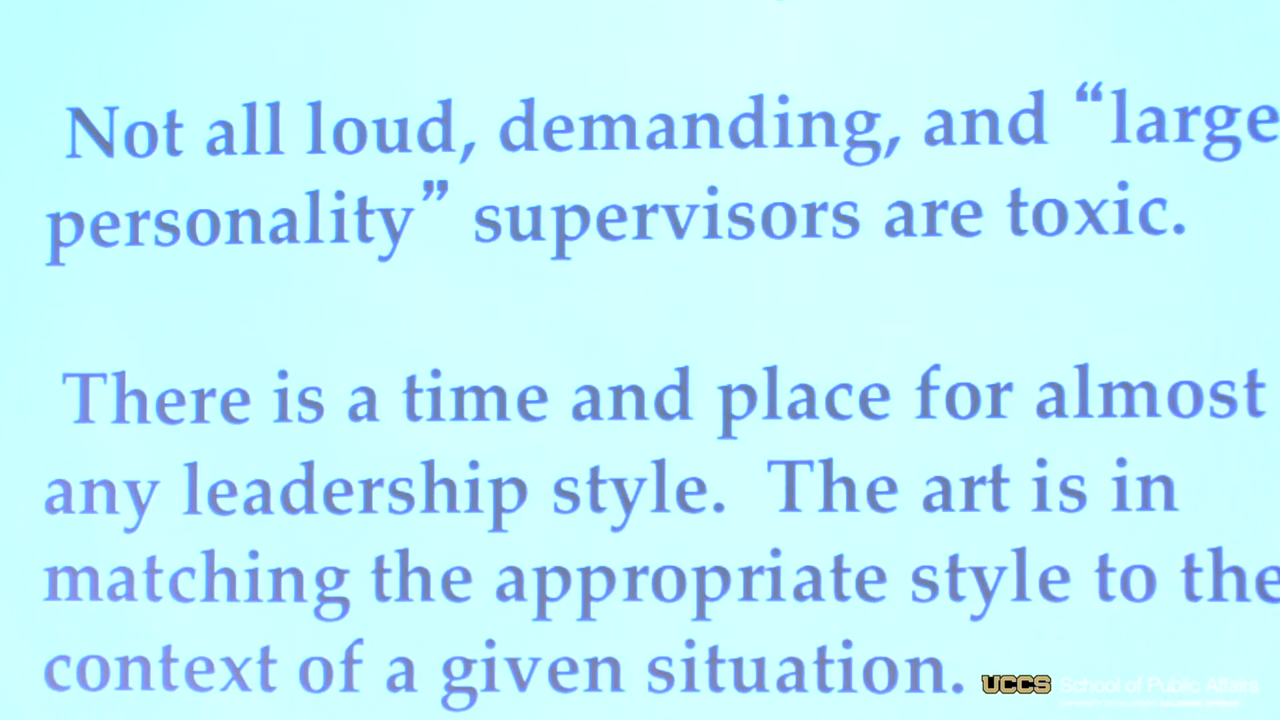 Not all loud, demanding, and “large
personality” supervisors are toxic.
There is a time and place for almost
any leadership style.  The art is in
matching the appropriate style to the
context of a given situation.
UCCS School of Public Affairs